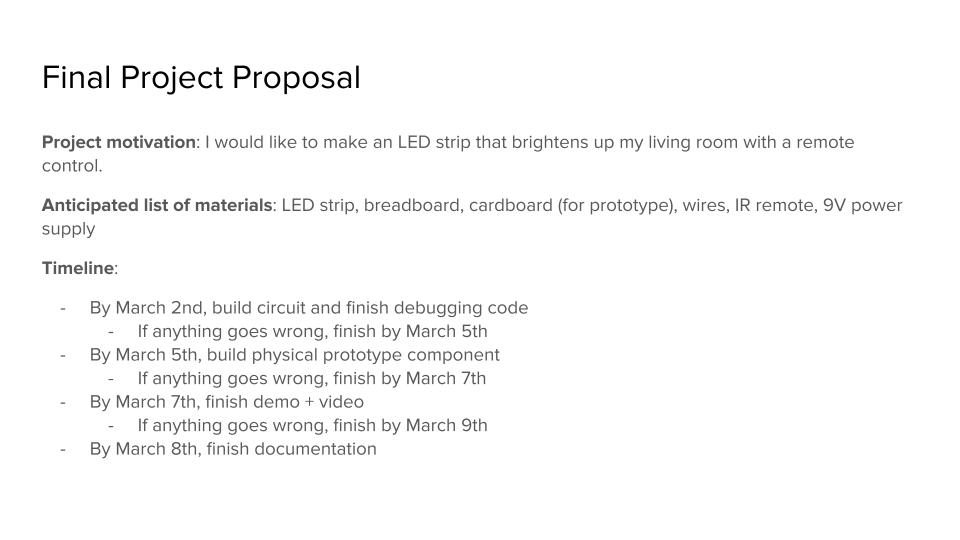 Final Project Proposal
Project motivation: I would like to make an LED strip that brightens up my living room with a remote
control.
Anticipated list of materials: LED strip, breadboard, cardboard (for prototype), wires, IR remote, 9V power
supply
Timeline:
- By March 2nd, build circuit and finish debugging code
- If anything goes wrong, finish by March 5th
- By March 5th, build physical prototype component
- If anything goes wrong, finish by March 7th
- By March 7th, finish demo + video
- If anything goes wrong, finish by March 9th
- By March 8th, finish documentation